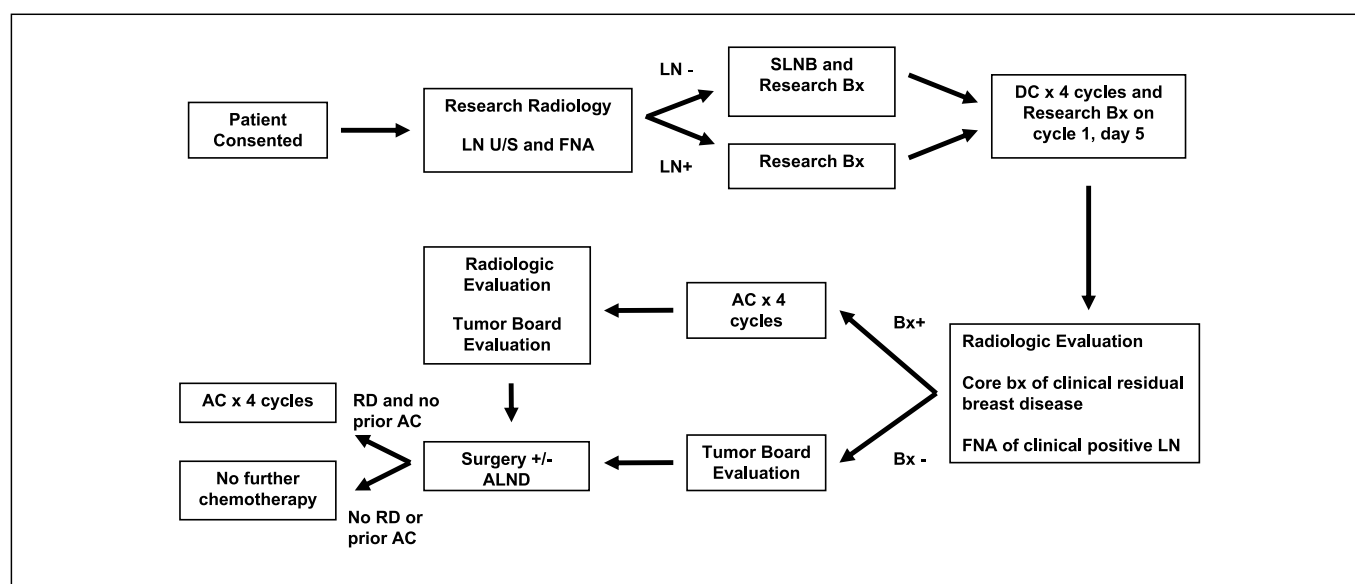 Patient
Consented
Research Radiology
LN U/S and FNA
LN -
LN+
SLNB and
Research Bx
Research Bx
DC x 4 cycles and
Research Bx on
cycle 1, day 5
Radiologic Evaluation
Core bx of clinical residual
breast disease
FNA of clinical positive LN
Bx+
Bx -
AC x 4
cycles
Tumor Board
Evaluation
Radiologic
Evaluation
Tumor Board
Evaluation
Surgery +/-
ALND
RD and no
prior AC
No RD or
prior AC
AC x 4 cycles
No further
chemotherapy